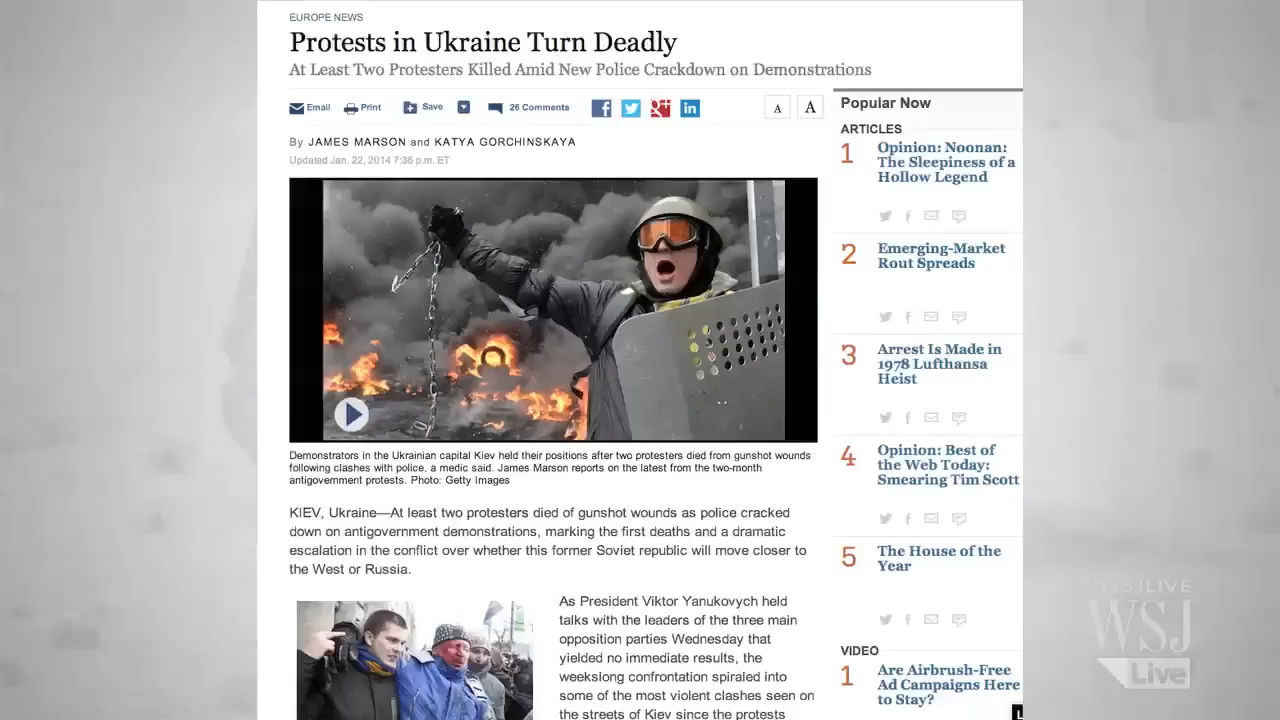 EUROPE NEWS
Protests in Ukraine Turn Deadly
At Least Two Protesters Killed Amid New Police Crackdown on Demonstrations
Email Print Save 26 Comments
A A
By JAMES MARSON and KATYA GORCHINSKAYA
Updated Jan. 22, 2014 7:36 p.m. ET
Demonstrators in the Ukrainian capital Kiev held their positions after two protesters died from gunshot wounds
following clashes with police, a medic said. James Marson reports on the latest from the two-month
antigovernment protests. Photo: Getty Images
KIEV, Ukraine—At least two protesters died of gunshot wounds as police cracked
down on antigovernment demonstrations, marking the first deaths and a dramatic
escalation in the conflict over whether this former Soviet republic will move closer to
the West or Russia.
As President Viktor Yanukovych held
talks with the leaders of the three main
opposition parties Wednesday that
yielded no immediate results, the
weekslong confrontation spiraled into
some of the most violent clashes seen on
the streets of Kiev since the protests
Popular Now
ARTICLES
1 Opinion: Noonan:
The Sleepiness of a
Hollow Legend
2 Emerging-Market
Rout Spreads
3 Arrest Is Made in
1978 Lufthansa
Heist
4 Opinion: Best of
the Web Today:
Smearing Tim Scott
5 The House of the
Year
VIDEO
1 Are Airbrush-Free
Ad Campaigns Here
to Stay?
WSJLIVE
WSJ
Live